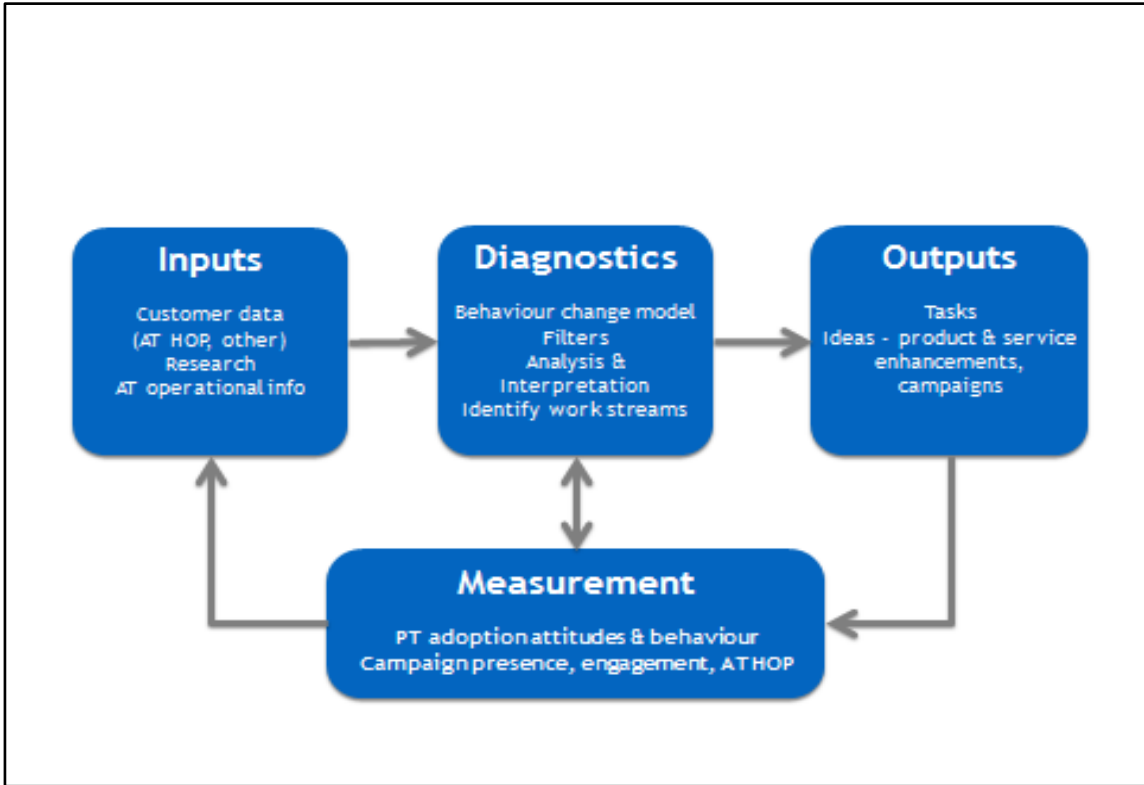 Inputs
Customer data
(AT HOP, other)
Research
AT operational info
Diagnostics
Behaviour change model
Filters
Analysis &
Interpretation
Identify work streams
Outputs
Tasks
Ideas - product & service
enhancements,
campaigns
Measurement
PT adoption attitudes & behaviour
Campaign presence, engagement, AT HOP